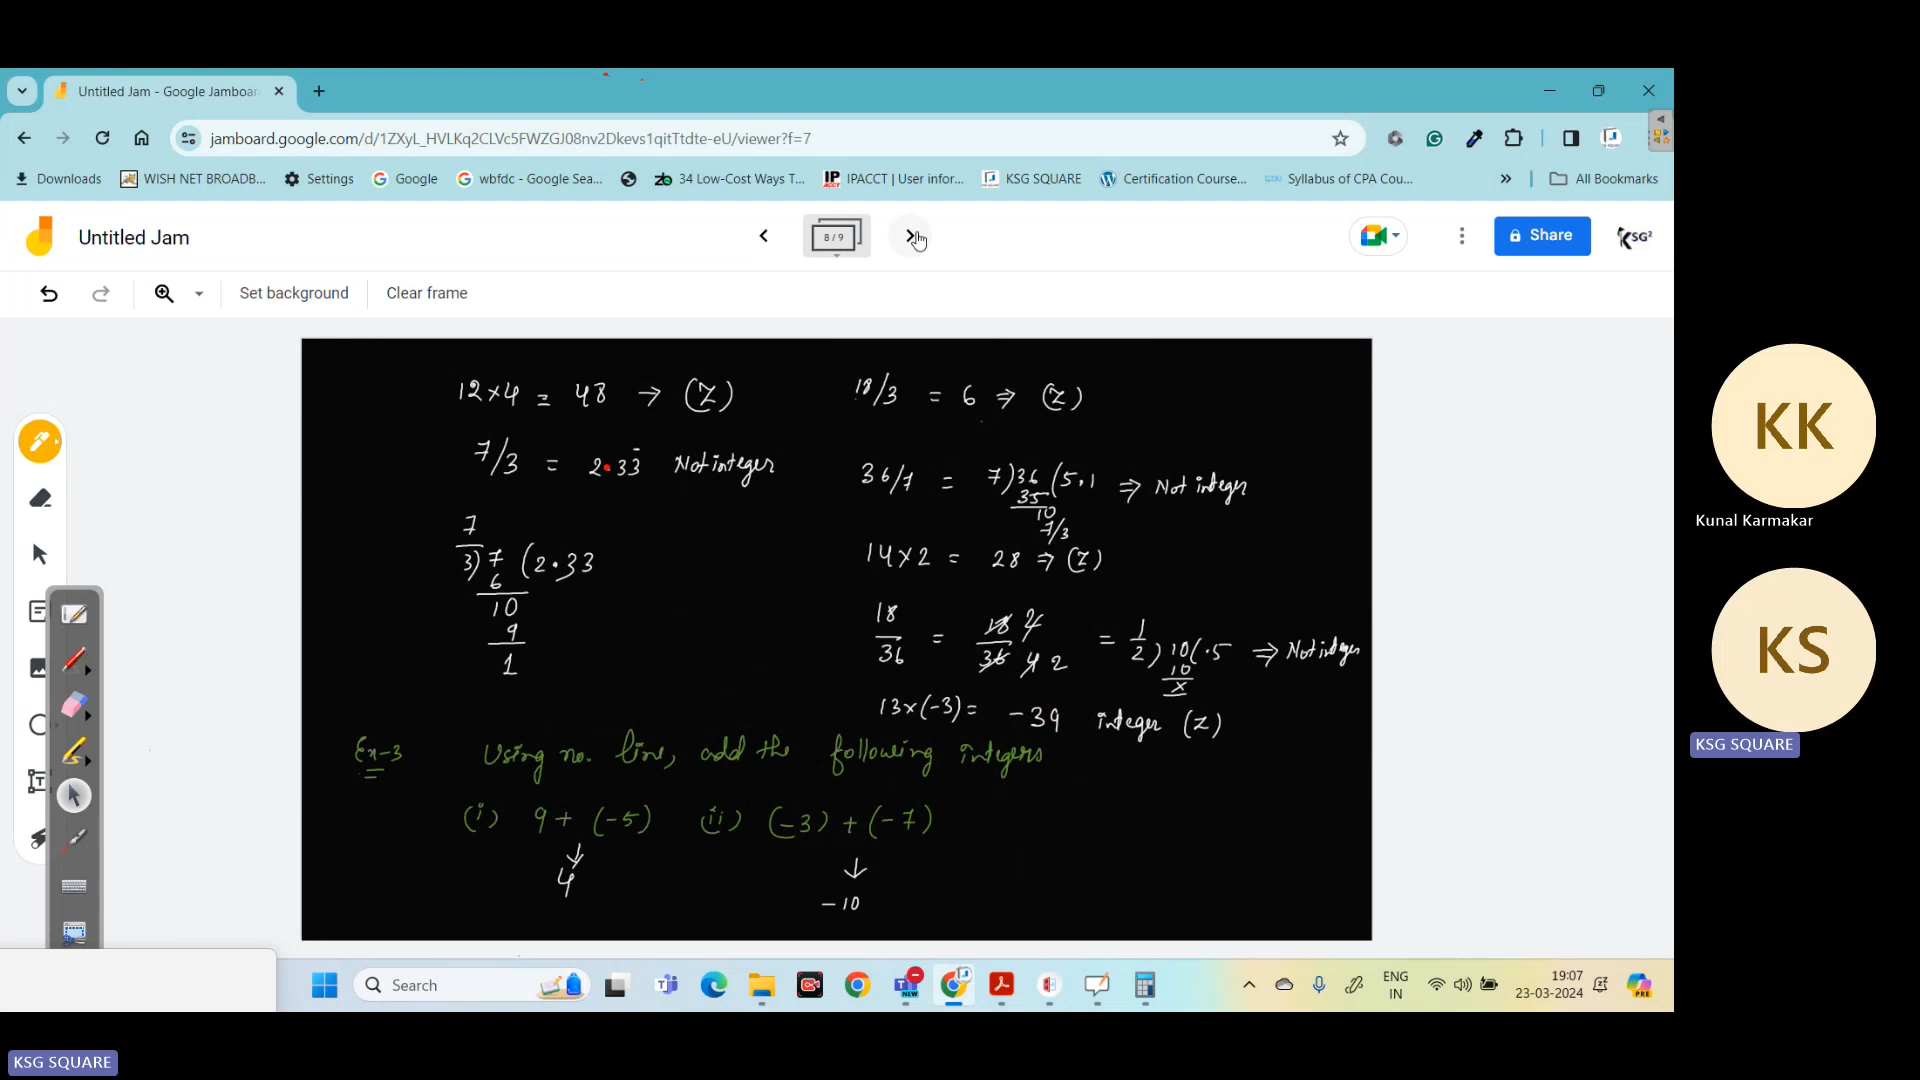 Untitled Jam - Google Jamboar
jamboard.google.com/d/1ZXyL_HVLKq2CLVc5FWZGJ08nv2Dkevs1qitTtdte-eU/viewer?f=7
Downloads WISH NET BROADB... Settings Google wbfdc - Google Sea... 34 Low-Cost Ways T... IPACCT | User infor... KSG SQUARE Certification Course... Syllabus of CPA Cou... » All Bookmarks
Untitled Jam 8 / 9 Share KSG²
Set background Clear frame
12×4 = 48 → (Z)
7/3 = 2.33̄ Not integer
7
3)7(2.33
6
10
9
1
18/3 = 6 ⇒ (Z)
36/7 = 7)36(5.1 ⇒ Not integer
35
10
7/3
14×2 = 28 ⇒ (Z)
18/36 = 18/36 = 1/2 ) 10(.5 ⇒ Not integer
10
×
13×(-3) = -39 integer (Z)
Ex-3 Using no. line, add the following integers
(i) 9+(-5) (ii) (-3)+(-7)
↓ ↓
4 -10
KK
Kunal Karmakar
KS
KSG SQUARE
Search
NEW
ENG
IN
19:07
23-03-2024
PRE
KSG SQUARE